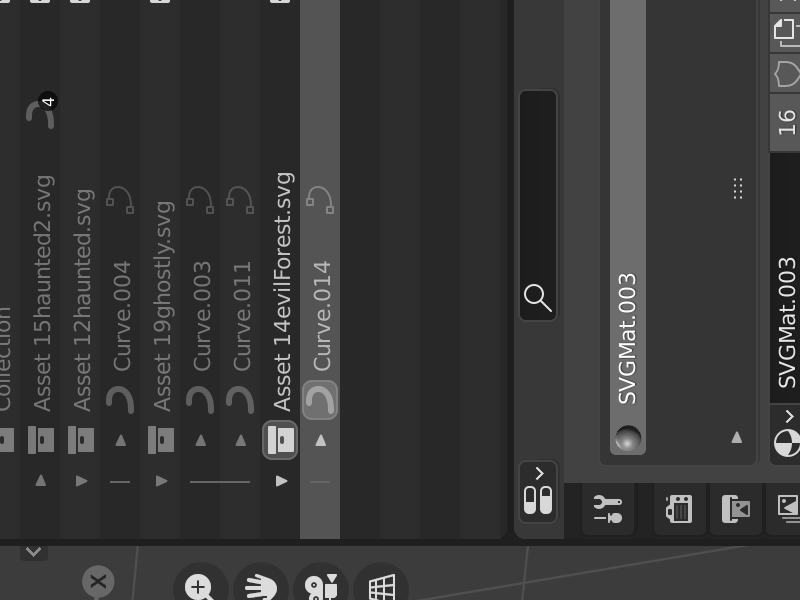 Collection
Asset 15haunted2.svg
4
Asset 12haunted.svg
Curve.004
Asset 19ghostly.svg
Curve.003
Curve.011
Asset 14evilForest.svg
Curve.014
SVGMat.003
SVGMat.003
16
X